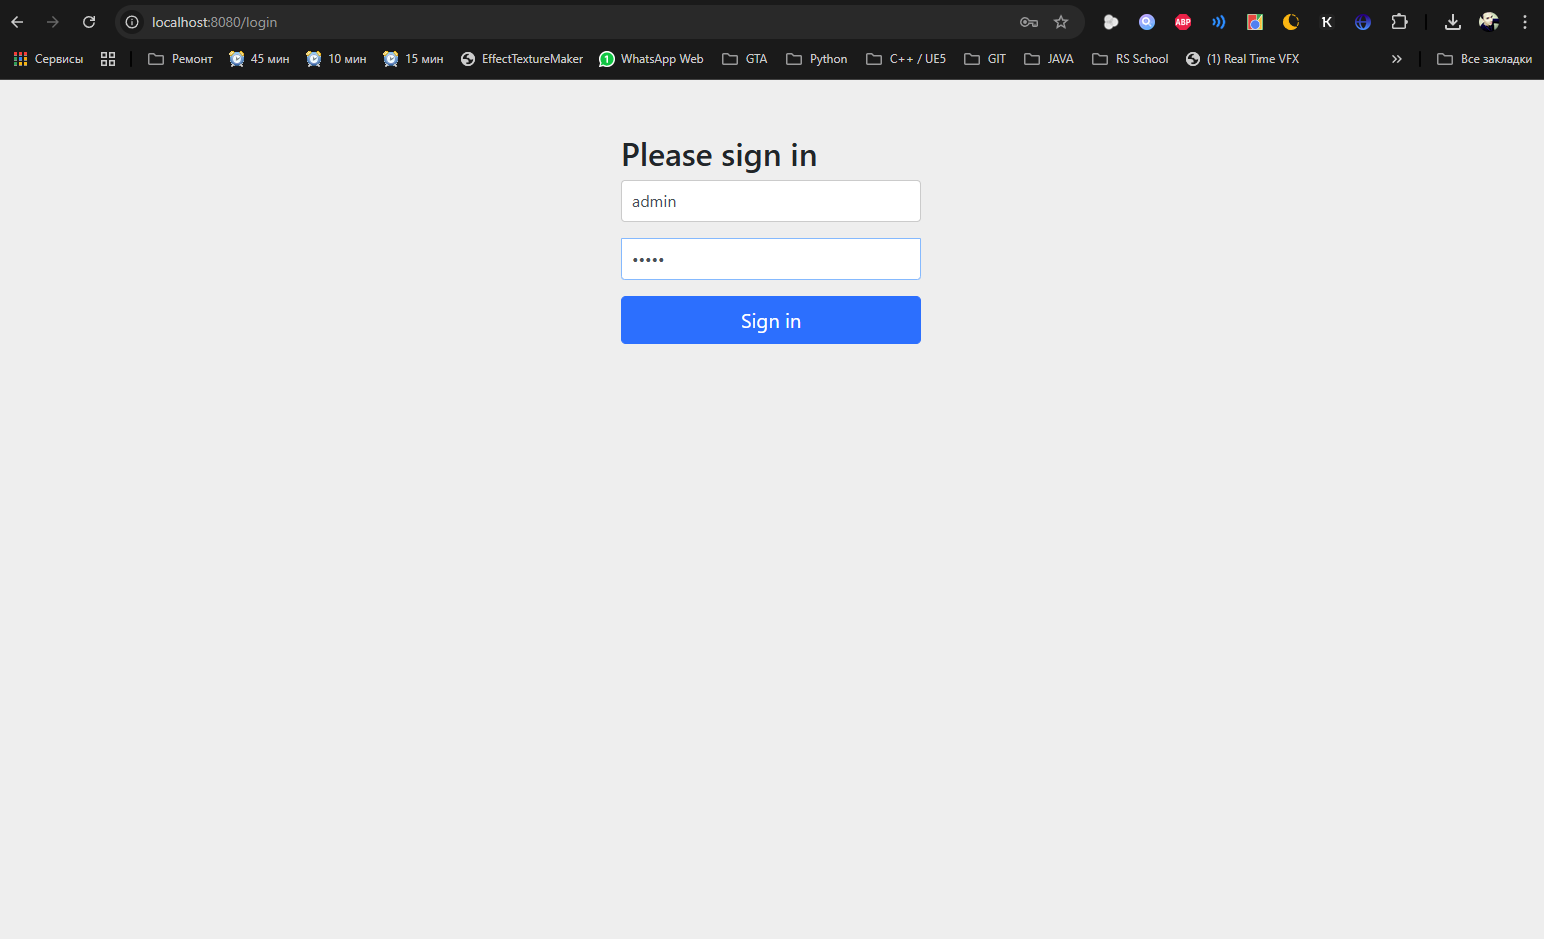 localhost:8080/login
ABP
K
Сервисы Ремонт 45 мин 10 мин 15 мин EffectTextureMaker 1 WhatsApp Web GTA Python C++ / UE5 GIT JAVA RS School (1) Real Time VFX » Все закладки
Please sign in
admin
•••••
Sign in